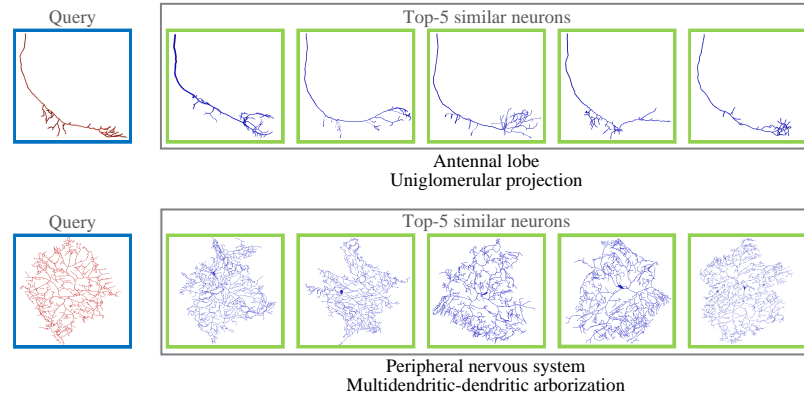 Query
Top-5 similar neurons
Antennal lobe
Uniglomerular projection
Query
Top-5 similar neurons
Peripheral nervous system
Multidendritic-dendritic arborization